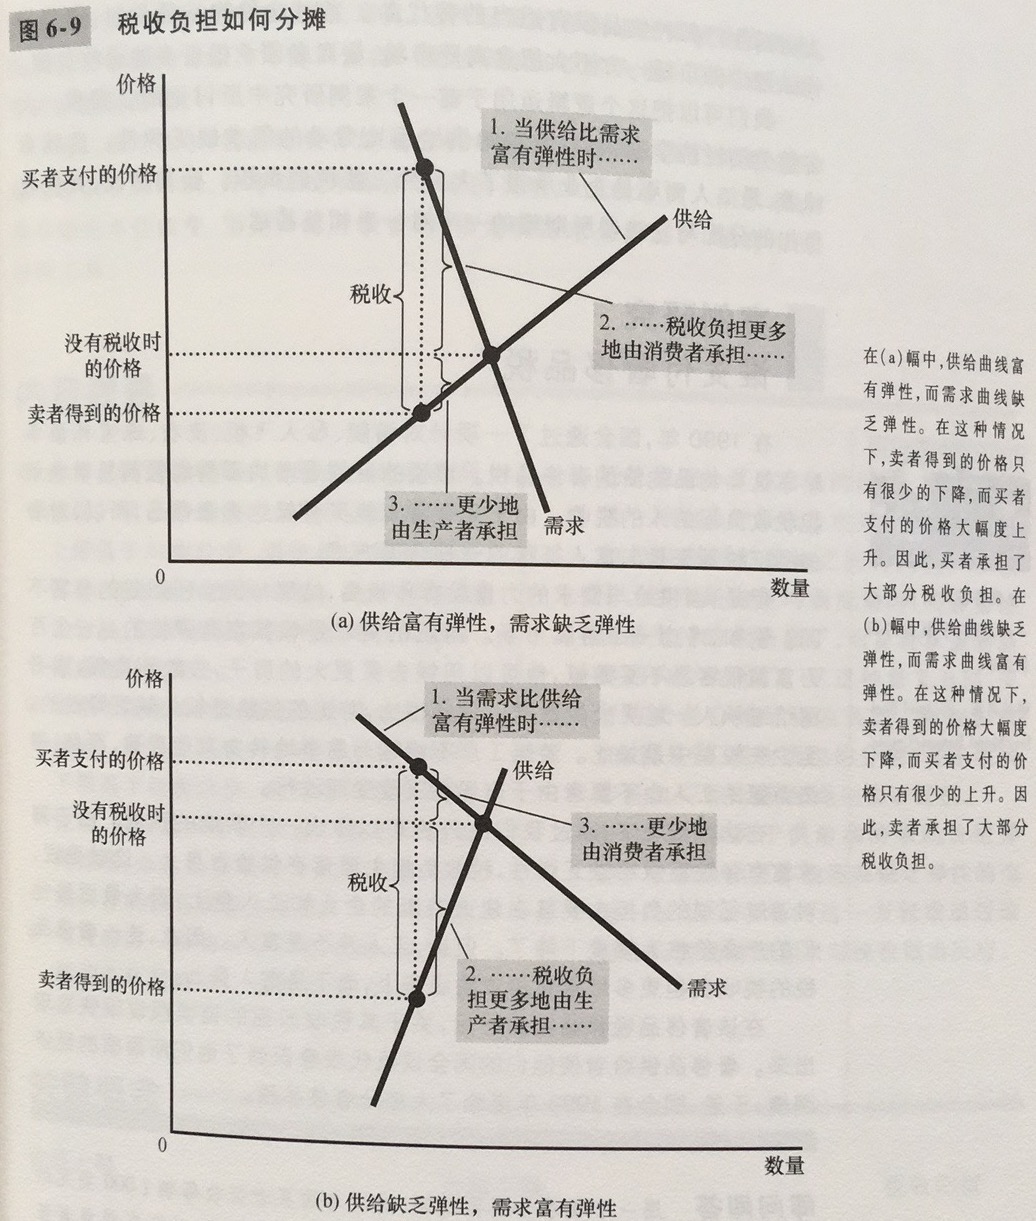 图 6-9 税收负担如何分摊
价格
1. 当供给比需求
富有弹性时……
买者支付的价格
供给
税收
2. ……税收负担更多
地由消费者承担……
没有税收时
的价格
卖者得到的价格
3. ……更少地
由生产者承担
需求
0
数量
(a) 供给富有弹性，需求缺乏弹性
价格
1. 当需求比供给
富有弹性时……
买者支付的价格
供给
没有税收时
的价格
3. ……更少地
由消费者承担
税收
卖者得到的价格
2. ……税收负
担更多地由生
产者承担……
需求
0
数量
(b) 供给缺乏弹性，需求富有弹性
在(a)幅中,供给曲线富
有弹性,而需求曲线缺
乏弹性。在这种情况
下,卖者得到的价格只
有很少的下降,而买者
支付的价格大幅度上
升。因此,买者承担了
大部分税收负担。在
(b)幅中,供给曲线缺乏
弹性,而需求曲线富有
弹性。在这种情况下,
卖者得到的价格大幅度
下降,而买者支付的价
格只有很少的上升。因
此,卖者承担了大部分
税收负担。